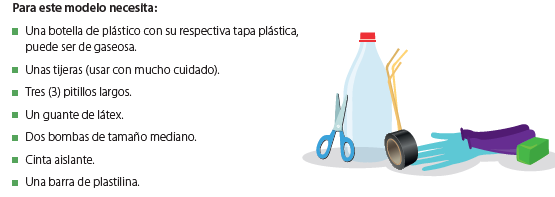 Para este modelo necesita:
Una botella de plástico con su respectiva tapa plástica,
puede ser de gaseosa.
Unas tijeras (usar con mucho cuidado).
Tres (3) pitillos largos.
Un guante de látex.
Dos bombas de tamaño mediano.
Cinta aislante.
Una barra de plastilina.